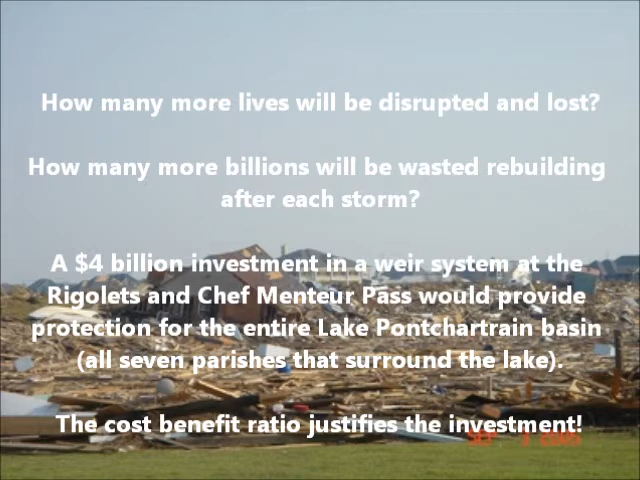 How many more lives will be disrupted and lost?
How many more billions will be wasted rebuilding
after each storm?
A $4 billion investment in a weir system at the
Rigolets and Chef Menteur Pass would provide
protection for the entire Lake Pontchartrain basin
(all seven parishes that surround the lake).
The cost benefit ratio justifies the investment!
SEP